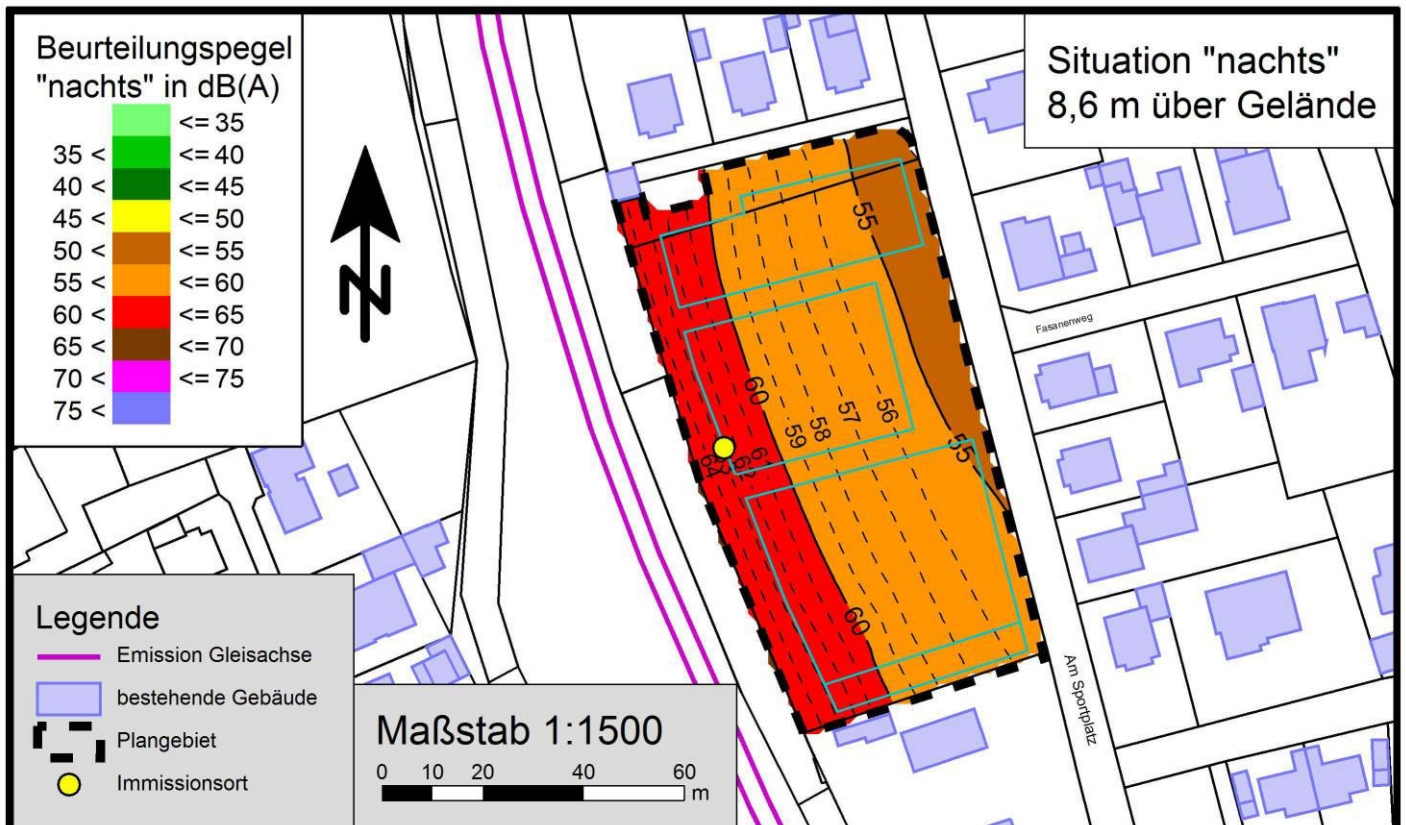 Beurteilungspegel
"nachts" in dB(A)
<= 35
35 < <= 40
40 < <= 45
45 < <= 50
50 < <= 55
55 < <= 60
60 < <= 65
65 < <= 70
70 < <= 75
75 <
Situation "nachts"
8,6 m über Gelände
N
55
Fasanenweg
60
59
58
57
56
55
64
62
60
Am Sportplatz
Legende
Emission Gleisachse
bestehende Gebäude
Plangebiet
Immissionsort
Maßstab 1:1500
0 10 20 40 60
m